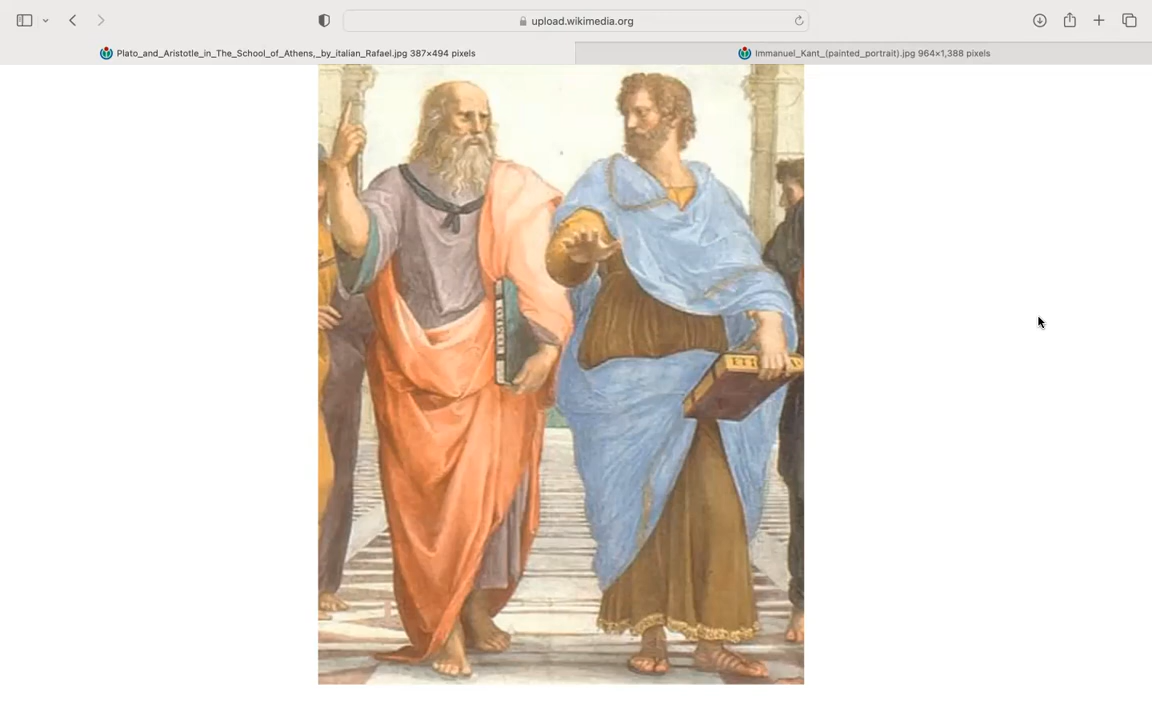 upload.wikimedia.org
Plato_and_Aristotle_in_The_School_of_Athens,_by_italian_Rafael.jpg 387×494 pixels
Immanuel_Kant_(painted_portrait).jpg 964×1,388 pixels